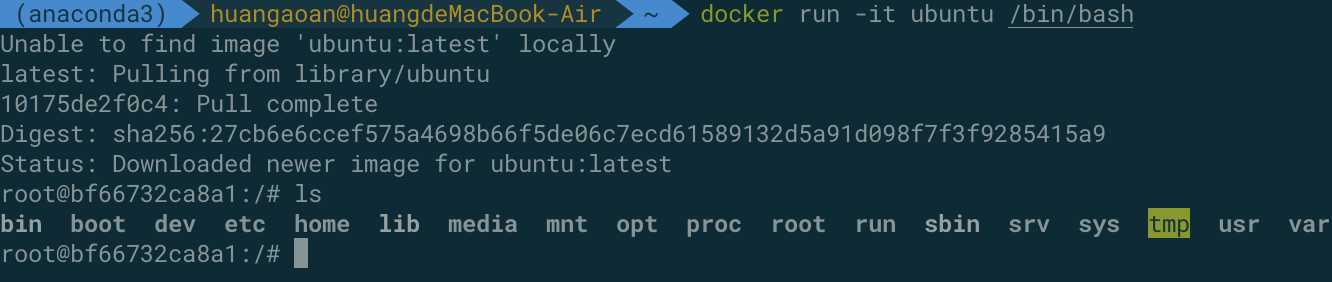 (anaconda3) huangaoan@huangdeMacBook-Air ~ docker run -it ubuntu /bin/bash
Unable to find image 'ubuntu:latest' locally
latest: Pulling from library/ubuntu
10175de2f0c4: Pull complete
Digest: sha256:27cb6e6ccef575a4698b66f5de06c7ecd61589132d5a91d098f7f3f9285415a9
Status: Downloaded newer image for ubuntu:latest
root@bf66732ca8a1:/# ls
bin boot dev etc home lib media mnt opt proc root run sbin srv sys tmp usr var
root@bf66732ca8a1:/#